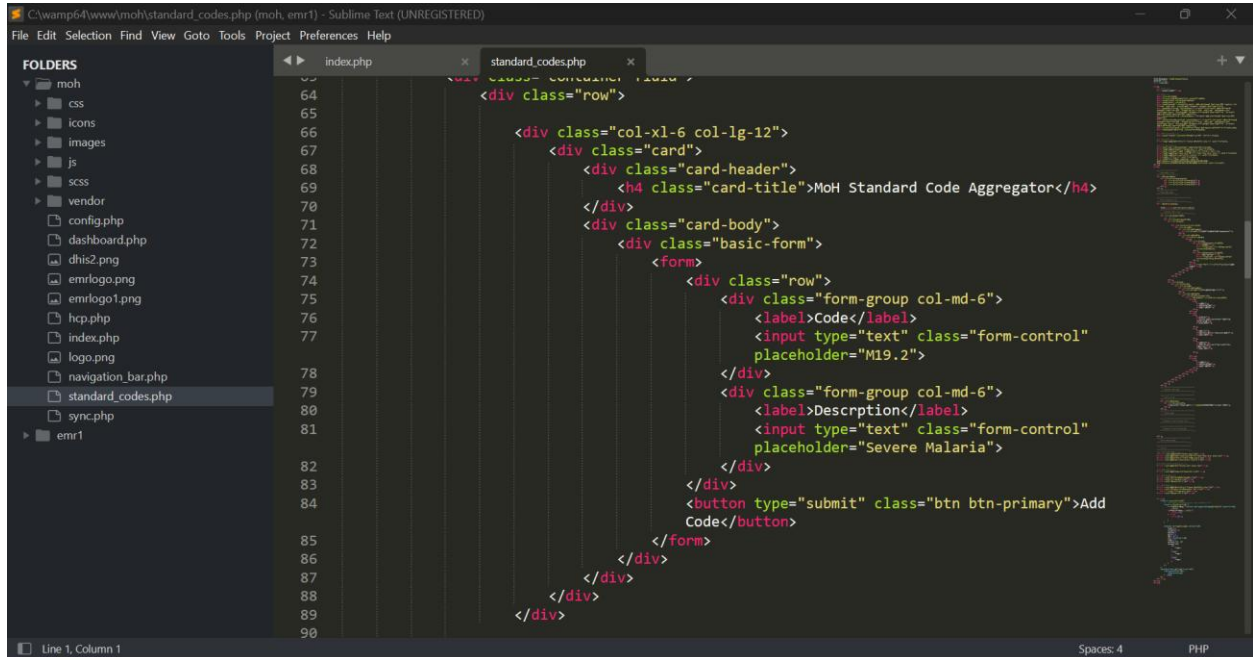 C:\wamp64\www\moh\standard_codes.php (moh, emr1) - Sublime Text (UNREGISTERED)
File Edit Selection Find View Goto Tools Project Preferences Help
FOLDERS
moh
css
icons
images
js
scss
vendor
config.php
dashboard.php
dhis2.png
emrlogo.png
emrlogo1.png
hcp.php
index.php
logo.png
navigation_bar.php
standard_codes.php
sync.php
emr1
index.php
standard_codes.php
64 <div class="row">
65
66 <div class="col-xl-6 col-lg-12">
67 <div class="card">
68 <div class="card-header">
69 <h4 class="card-title">MoH Standard Code Aggregator</h4>
70 </div>
71 <div class="card-body">
72 <div class="basic-form">
73 <form>
74 <div class="row">
75 <div class="form-group col-md-6">
76 <label>Code</label>
77 <input type="text" class="form-control"
placeholder="M19.2">
78 </div>
79 <div class="form-group col-md-6">
80 <label>Descrption</label>
81 <input type="text" class="form-control"
placeholder="Severe Malaria">
82 </div>
83 </div>
84 <button type="submit" class="btn btn-primary">Add
Code</button>
85 </form>
86 </div>
87 </div>
88 </div>
89 </div>
90
Line 1, Column 1
Spaces: 4
PHP